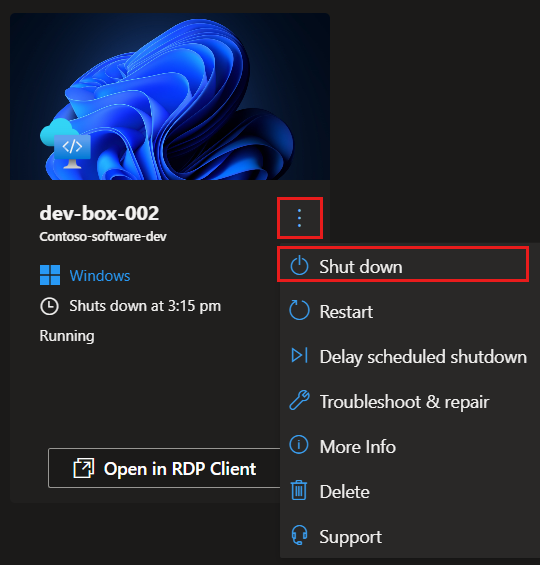 dev-box-002
Contoso-software-dev
Windows
Shuts down at 3:15 pm
Running
Open in RDP Client
Shut down
Restart
Delay scheduled shutdown
Troubleshoot & repair
More Info
Delete
Support